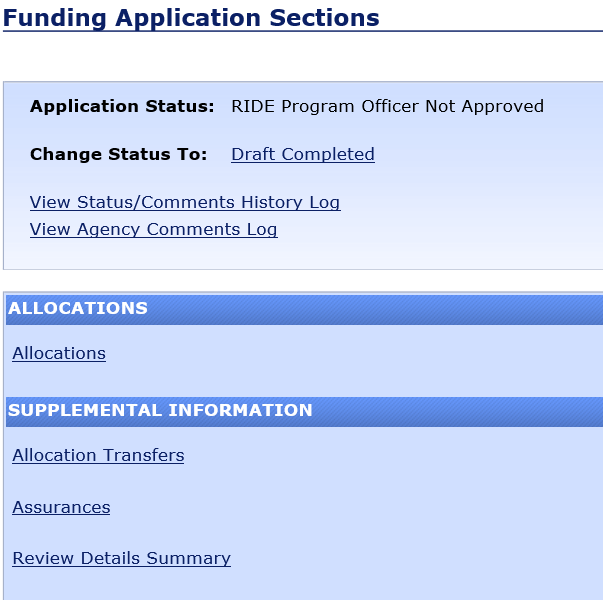 Funding Application Sections
Application Status: RIDE Program Officer Not Approved
Change Status To: Draft Completed
View Status/Comments History Log
View Agency Comments Log
ALLOCATIONS
Allocations
SUPPLEMENTAL INFORMATION
Allocation Transfers
Assurances
Review Details Summary